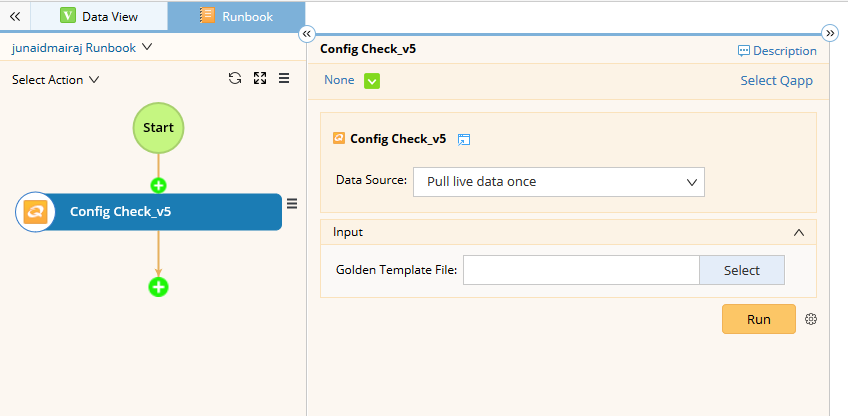 Data View
Runbook
junaidmairaj Runbook
Select Action
Start
Config Check_v5
Config Check_v5
Description
None
Select Qapp
Config Check_v5
Data Source: Pull live data once
Input
Golden Template File: Select
Run